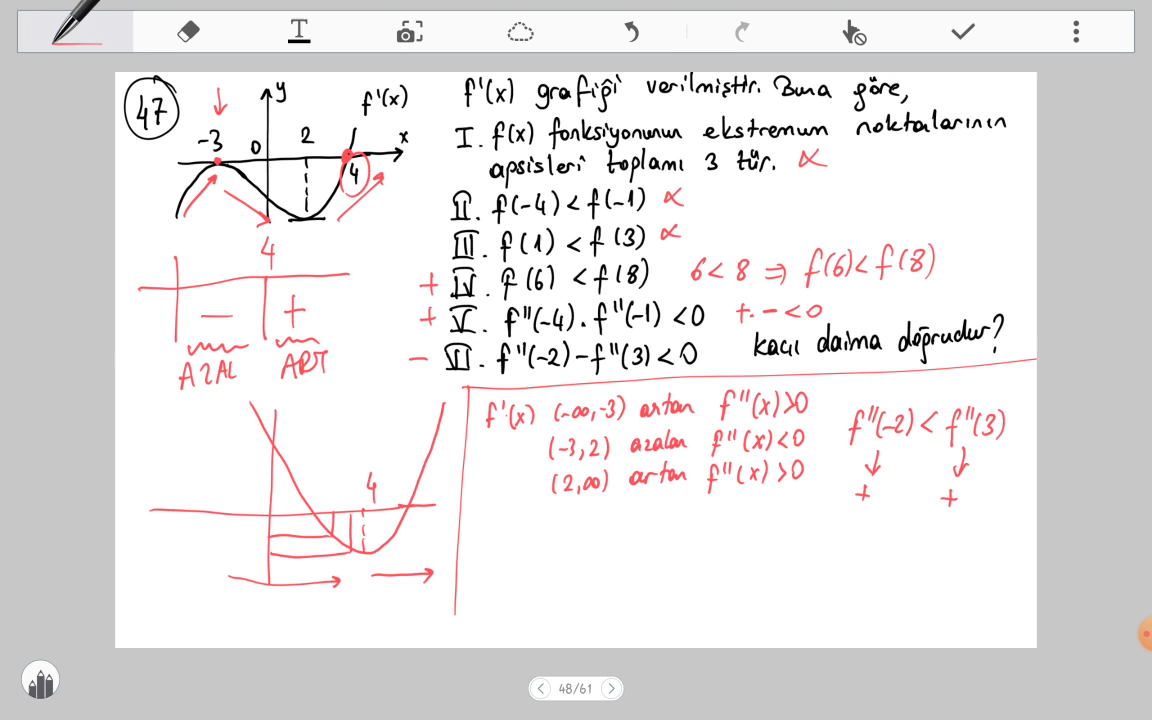 T
47
y
f'(x)
-3
0
2
x
4
f'(x) grafiği verilmiştir. Buna göre,
I. f(x) fonksiyonunun ekstremum noktalarının
apsisleri toplamı 3 tür.
II. f(-4) < f(-1)
III. f(1) < f(3)
+ IV. f(6) < f(8) 6 < 8 ⇒ f(6) < f(8)
+ V. f''(-4) . f''(-1) < 0 + . - < 0
- VI. f''(-2) - f''(3) < 0 kaçı daima doğrudur?
4
- +
AZAL ART
4
f'(x) (-∞,-3) artan f''(x) > 0
(-3,2) azalan f''(x) < 0
(2,∞) artan f''(x) > 0
f''(-2) < f''(3)
↓ ↓
+ +
48/61